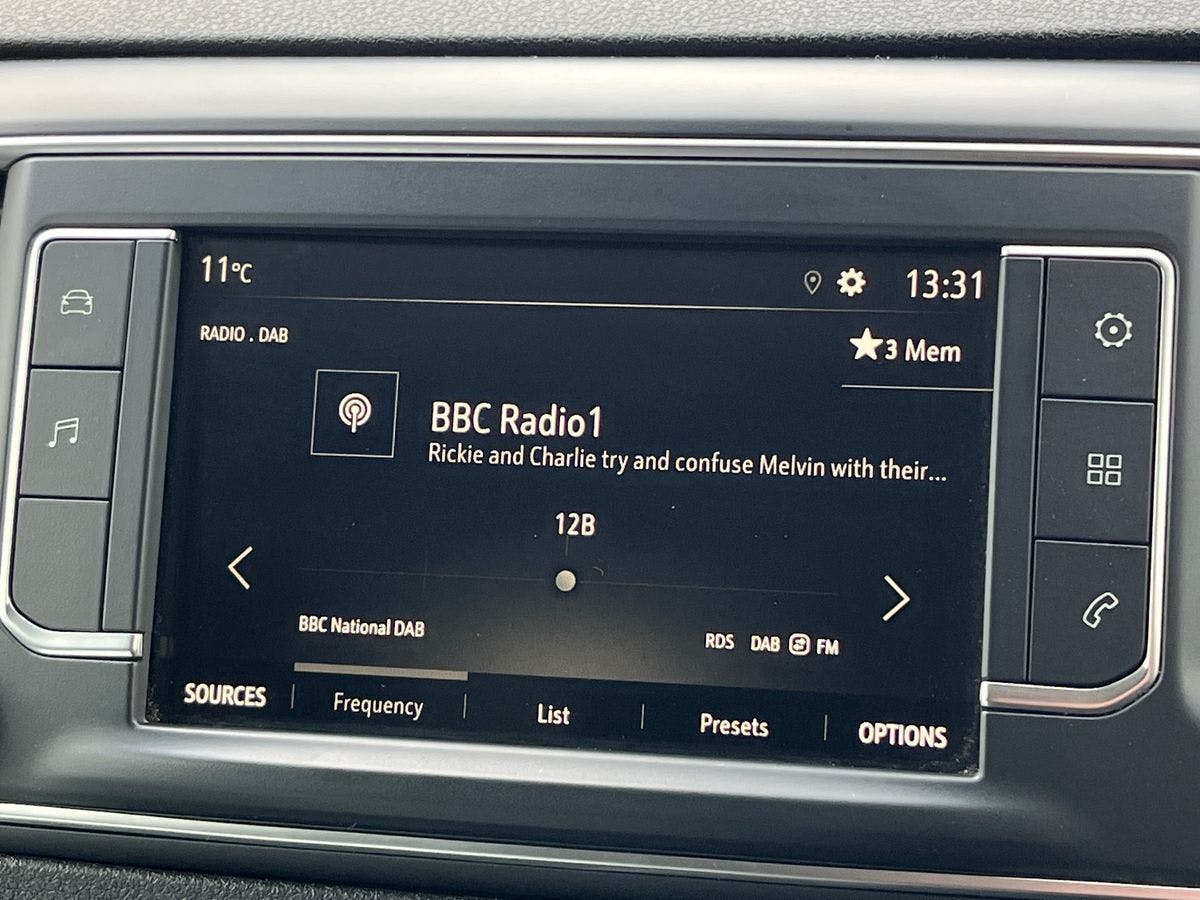 11°C
13:31
RADIO . DAB
3 Mem
BBC Radio1
Rickie and Charlie try and confuse Melvin with their...
12B
BBC National DAB
RDS DAB FM
SOURCES
Frequency
List
Presets
OPTIONS